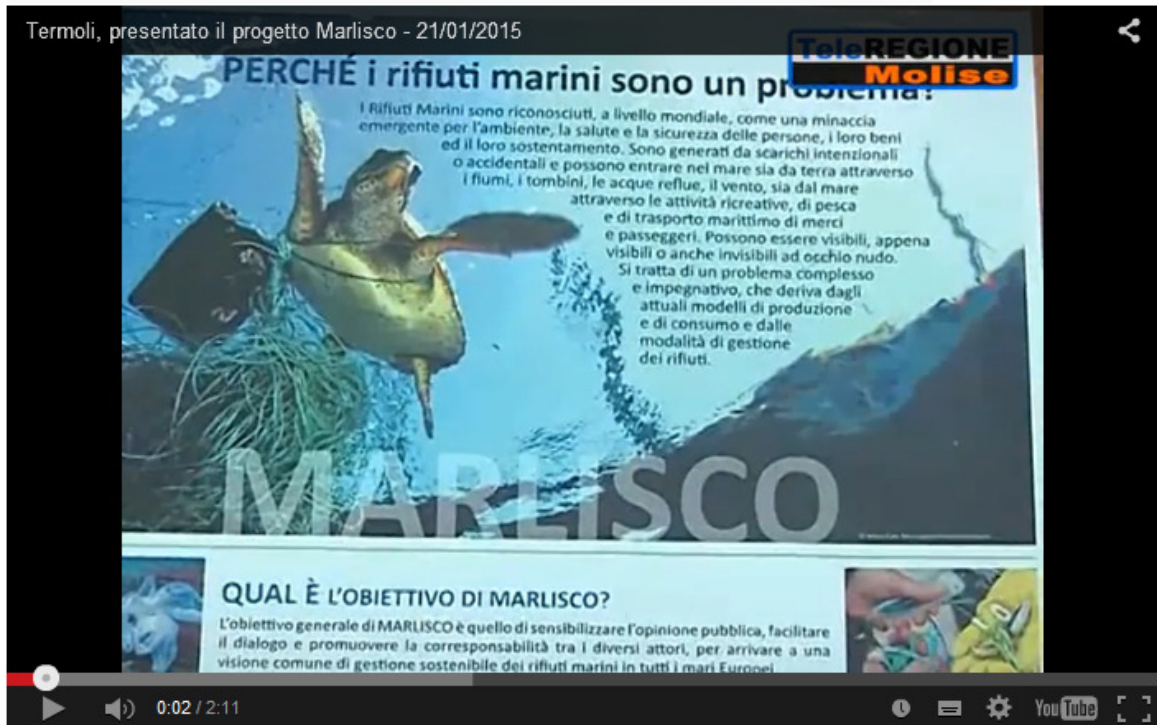 Termoli, presentato il progetto Marlisco - 21/01/2015
TeleREGIONE
Molise
PERCHÉ i rifiuti marini sono un problema?
I Rifiuti Marini sono riconosciuti, a livello mondiale, come una minaccia
emergente per l'ambiente, la salute e la sicurezza delle persone, i loro beni
ed il loro sostentamento. Sono generati da scarichi intenzionali
o accidentali e possono entrare nel mare sia da terra attraverso
i fiumi, i tombini, le acque reflue, il vento, sia dal mare
attraverso le attività ricreative, di pesca
e di trasporto marittimo di merci
e passeggeri. Possono essere visibili, appena
visibili o anche invisibili ad occhio nudo.
Si tratta di un problema complesso
e impegnativo, che deriva dagli
attuali modelli di produzione
e di consumo e dalle
modalità di gestione
dei rifiuti.
MARLISCO
QUAL È L'OBIETTIVO DI MARLISCO?
L'obiettivo generale di MARLISCO è quello di sensibilizzare l'opinione pubblica, facilitare
il dialogo e promuovere la corresponsabilità tra i diversi attori, per arrivare a una
visione comune di gestione sostenibile dei rifiuti marini in tutti i mari Europei
0:02 / 2:11
YouTube